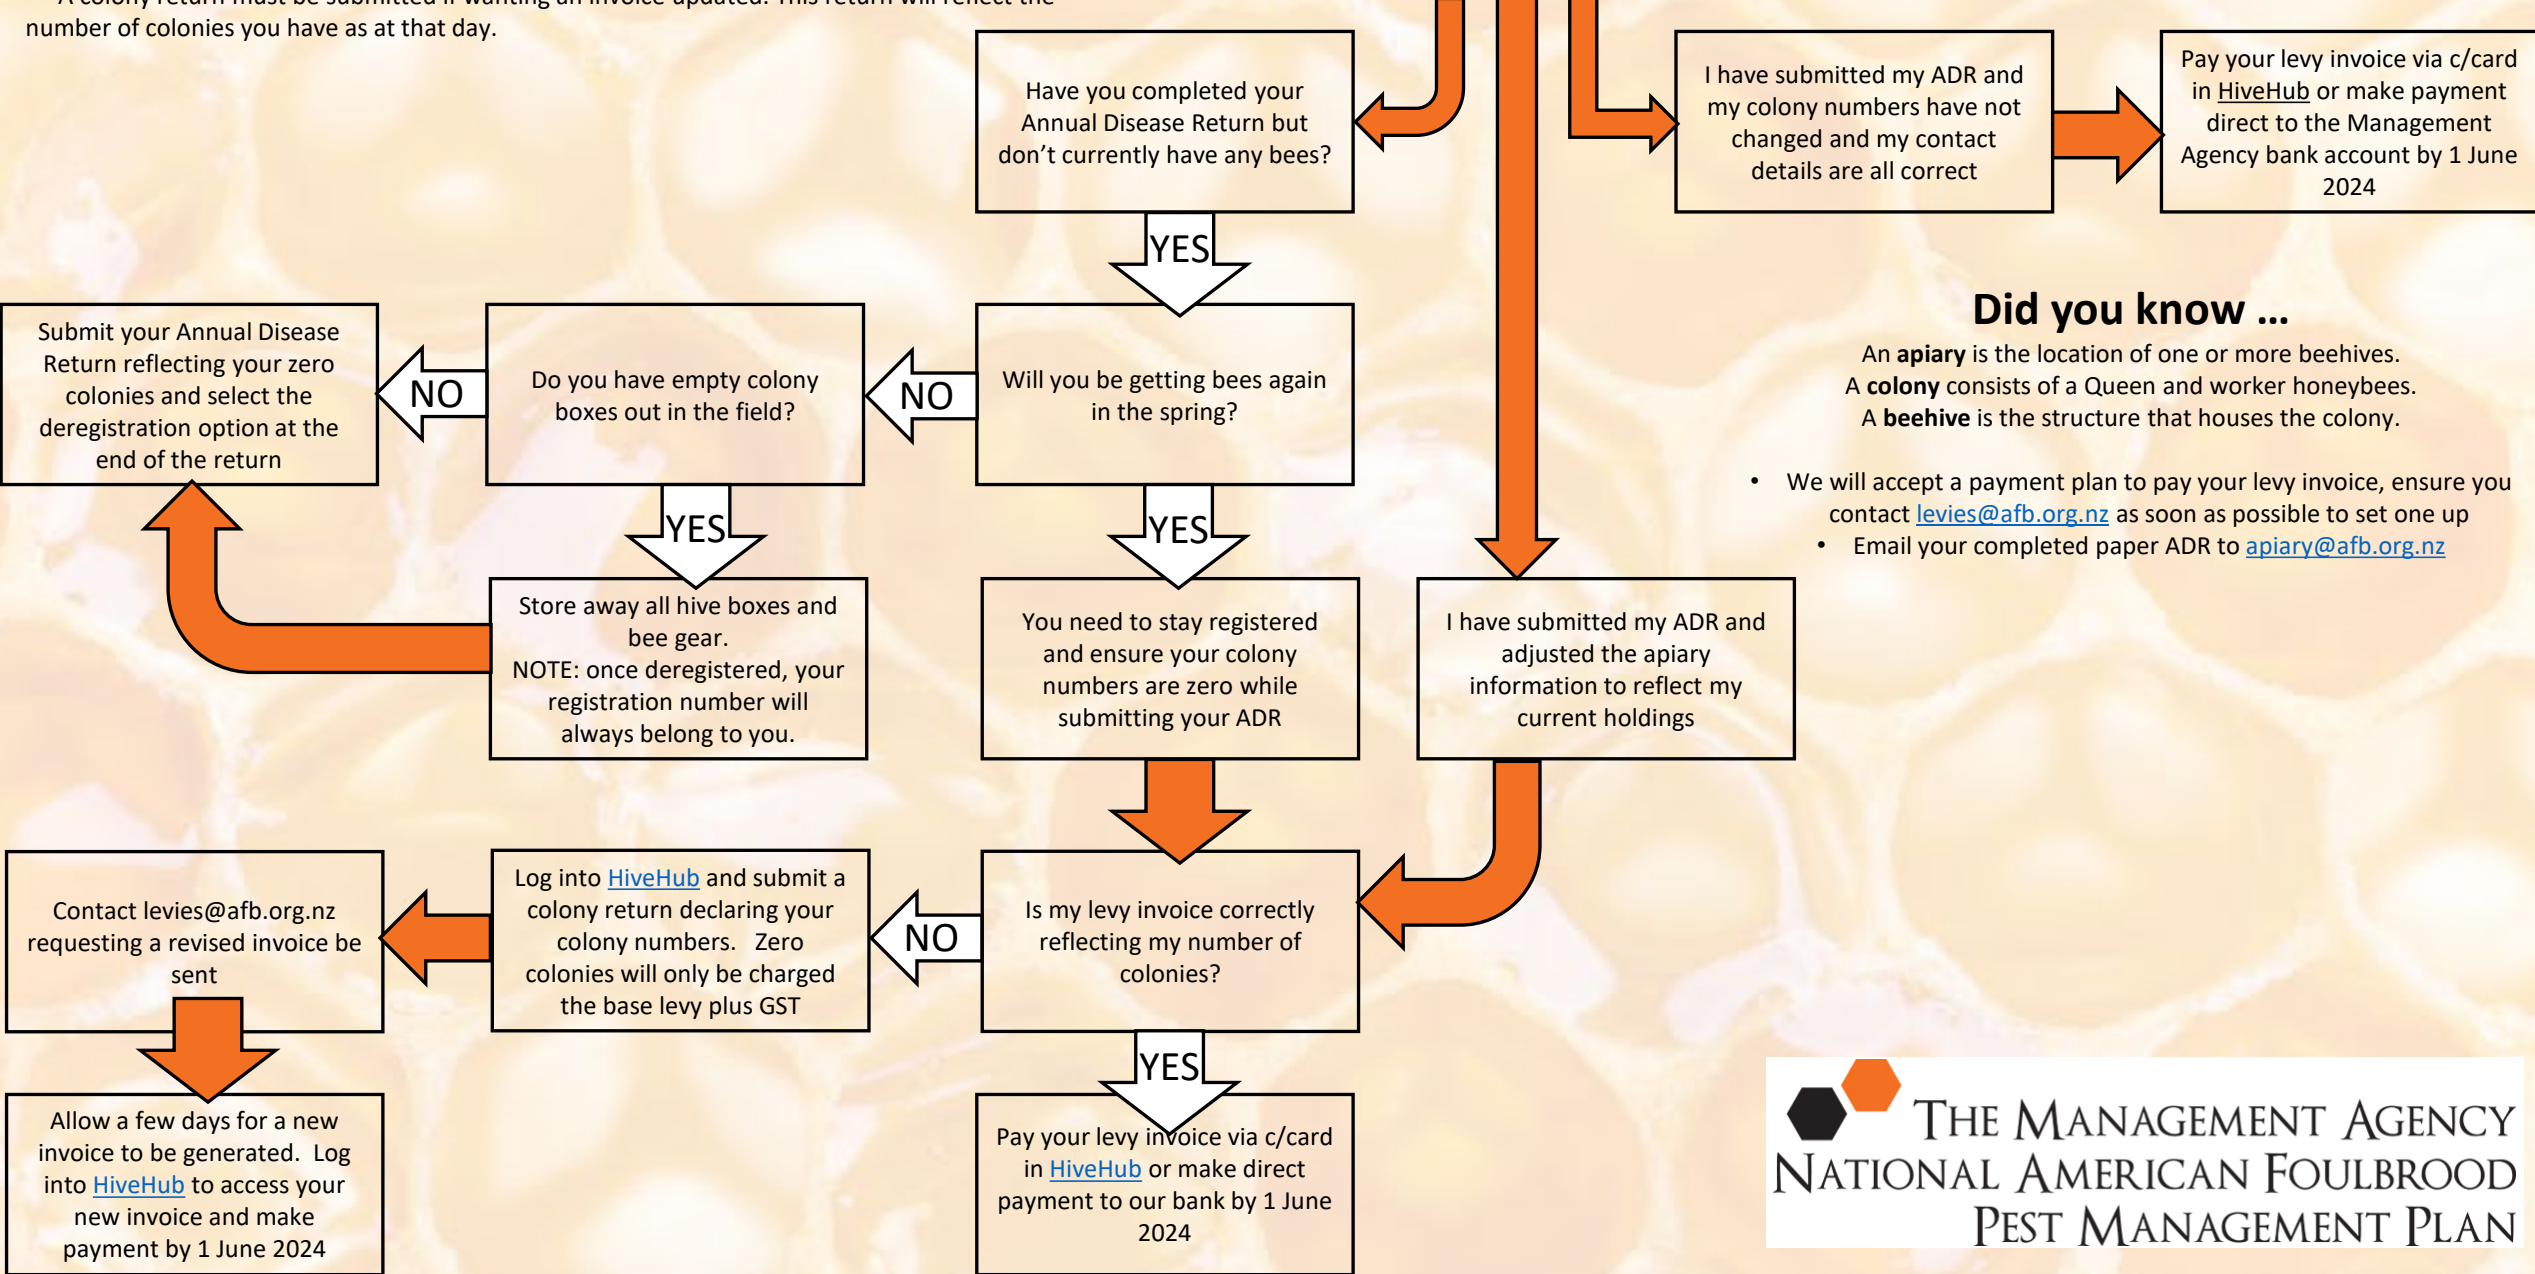 A colony return must be submitted if wanting an invoice updated. This return will reflect the
number of colonies you have as at that day.
Have you completed your
Annual Disease Return but
don't currently have any bees?
I have submitted my ADR and
my colony numbers have not
changed and my contact
details are all correct
Pay your levy invoice via c/card
in HiveHub or make payment
direct to the Management
Agency bank account by 1 June
2024
YES
Submit your Annual Disease
Return reflecting your zero
colonies and select the
deregistration option at the
end of the return
NO
Do you have empty colony
boxes out in the field?
NO
Will you be getting bees again
in the spring?
Did you know ...
An apiary is the location of one or more beehives.
A colony consists of a Queen and worker honeybees.
A beehive is the structure that houses the colony.
• We will accept a payment plan to pay your levy invoice, ensure you
contact levies@afb.org.nz as soon as possible to set one up
• Email your completed paper ADR to apiary@afb.org.nz
YES
YES
Store away all hive boxes and
bee gear.
NOTE: once deregistered, your
registration number will
always belong to you.
You need to stay registered
and ensure your colony
numbers are zero while
submitting your ADR
I have submitted my ADR and
adjusted the apiary
information to reflect my
current holdings
Contact levies@afb.org.nz
requesting a revised invoice be
sent
Log into HiveHub and submit a
colony return declaring your
colony numbers. Zero
colonies will only be charged
the base levy plus GST
NO
Is my levy invoice correctly
reflecting my number of
colonies?
YES
Allow a few days for a new
invoice to be generated. Log
into HiveHub to access your
new invoice and make
payment by 1 June 2024
Pay your levy invoice via c/card
in HiveHub or make direct
payment to our bank by 1 June
2024
THE MANAGEMENT AGENCY
NATIONAL AMERICAN FOULBROOD
PEST MANAGEMENT PLAN